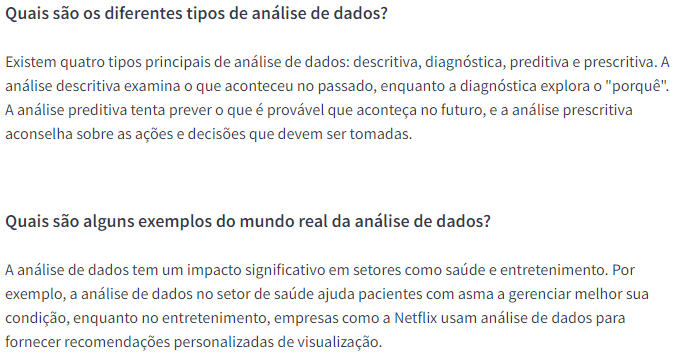 Quais são os diferentes tipos de análise de dados?
Existem quatro tipos principais de análise de dados: descritiva, diagnóstica, preditiva e prescritiva. A
análise descritiva examina o que aconteceu no passado, enquanto a diagnóstica explora o "porquê".
A análise preditiva tenta prever o que é provável que aconteça no futuro, e a análise prescritiva
aconselha sobre as ações e decisões que devem ser tomadas.
Quais são alguns exemplos do mundo real da análise de dados?
A análise de dados tem um impacto significativo em setores como saúde e entretenimento. Por
exemplo, a análise de dados no setor de saúde ajuda pacientes com asma a gerenciar melhor sua
condição, enquanto no entretenimento, empresas como a Netflix usam análise de dados para
fornecer recomendações personalizadas de visualização.